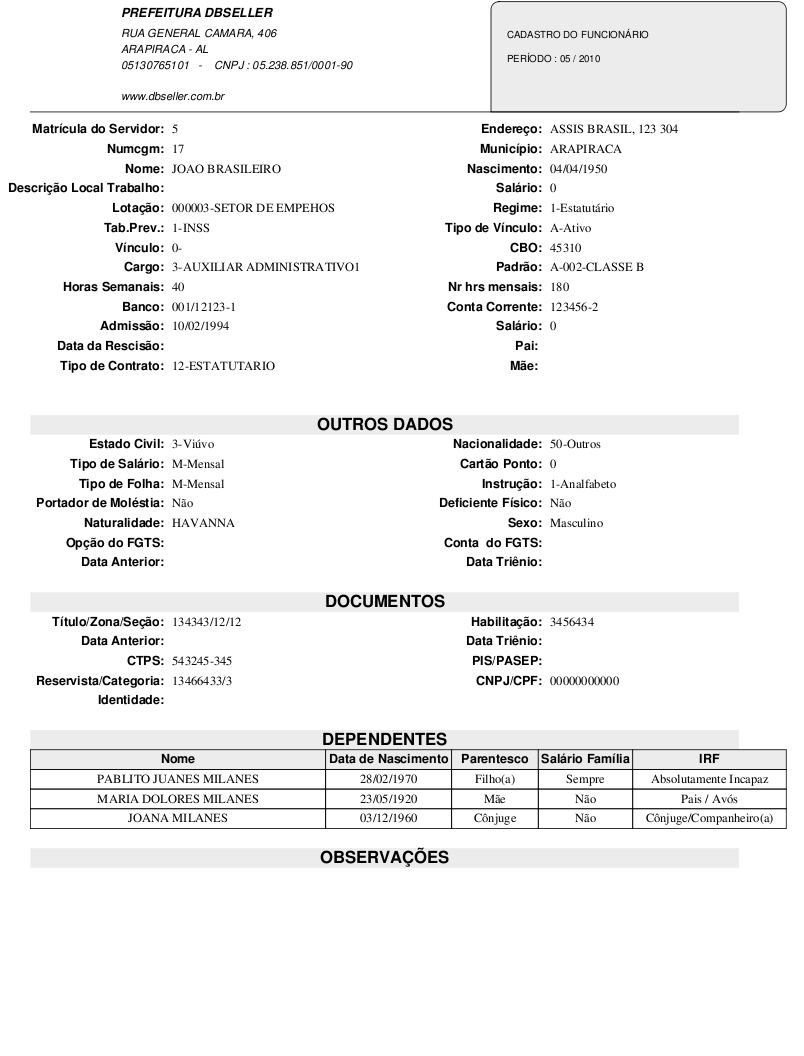 PREFEITURA DBSELLER
RUA GENERAL CAMARA, 406
ARAPIRACA - AL
05130765101 - CNPJ : 05.238.851/0001-90
www.dbseller.com.br
CADASTRO DO FUNCIONÁRIO
PERÍODO : 05 / 2010
Matrícula do Servidor: 5 Endereço: ASSIS BRASIL, 123 304
Numcgm: 17 Município: ARAPIRACA
Nome: JOAO BRASILEIRO Nascimento: 04/04/1950
Descrição Local Trabalho: Salário: 0
Lotação: 000003-SETOR DE EMPEHOS Regime: 1-Estatutário
Tab.Prev.: 1-INSS Tipo de Vínculo: A-Ativo
Vínculo: 0- CBO: 45310
Cargo: 3-AUXILIAR ADMINISTRATIVO1 Padrão: A-002-CLASSE B
Horas Semanais: 40 Nr hrs mensais: 180
Banco: 001/12123-1 Conta Corrente: 123456-2
Admissão: 10/02/1994 Salário: 0
Data da Rescisão: Pai:
Tipo de Contrato: 12-ESTATUTARIO Mãe:
OUTROS DADOS
Estado Civil: 3-Viúvo Nacionalidade: 50-Outros
Tipo de Salário: M-Mensal Cartão Ponto: 0
Tipo de Folha: M-Mensal Instrução: 1-Analfabeto
Portador de Moléstia: Não Deficiente Físico: Não
Naturalidade: HAVANNA Sexo: Masculino
Opção do FGTS: Conta do FGTS:
Data Anterior: Data Triênio:
DOCUMENTOS
Título/Zona/Seção: 134343/12/12 Habilitação: 3456434
Data Anterior: Data Triênio:
CTPS: 543245-345 PIS/PASEP:
Reservista/Categoria: 13466433/3 CNPJ/CPF: 00000000000
Identidade:
DEPENDENTES
Nome Data de Nascimento Parentesco Salário Família IRF
PABLITO JUANES MILANES 28/02/1970 Filho(a) Sempre Absolutamente Incapaz
MARIA DOLORES MILANES 23/05/1920 Mãe Não Pais / Avós
JOANA MILANES 03/12/1960 Cônjuge Não Cônjuge/Companheiro(a)
OBSERVAÇÕES